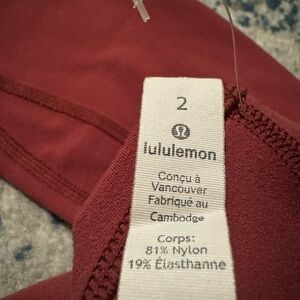 2
lululemon
Conçu à
Vancouver
Fabriqué au
Cambodge
Corps:
81% Nylon
19% Élasthanne